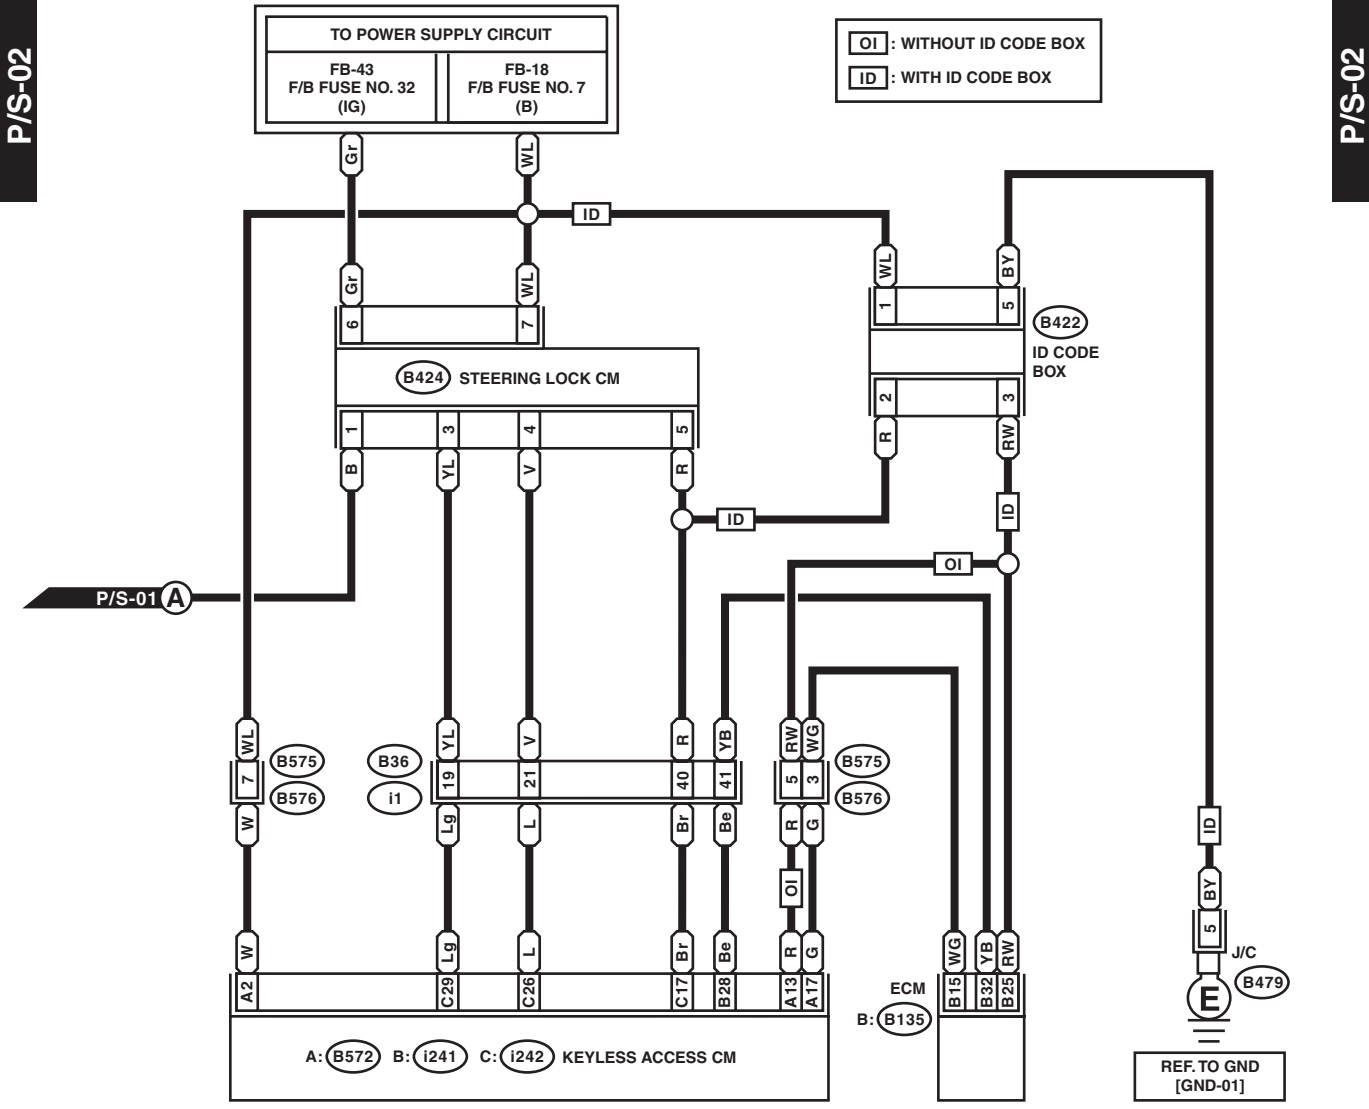 P/S-02
P/S-02
TO POWER SUPPLY CIRCUIT
FB-43
F/B FUSE NO. 32
(IG)
FB-18
F/B FUSE NO. 7
(B)
OI : WITHOUT ID CODE BOX
ID : WITH ID CODE BOX
Gr
WL
ID
Gr
WL
WL
BY
6
7
1
5
B422
ID CODE
BOX
B424 STEERING LOCK CM
2
3
1
3
4
5
R
RW
B
YL
V
R
ID
ID
OI
P/S-01 A
WL
YL
V
R
YB
RW
WG
B575
B36
B575
7
19
21
40
41
5
3
B576
i1
B576
W
Lg
L
Br
Be
R
G
ID
OI
BY
5
W
Lg
L
Br
Be
R
G
WG
YB
RW
J/C
B479
A2
C29
C26
C17
B28
A13
A17
ECM
B15
B32
B25
E
B: B135
A: B572 B: i241 C: i242 KEYLESS ACCESS CM
REF. TO GND
[GND-01]